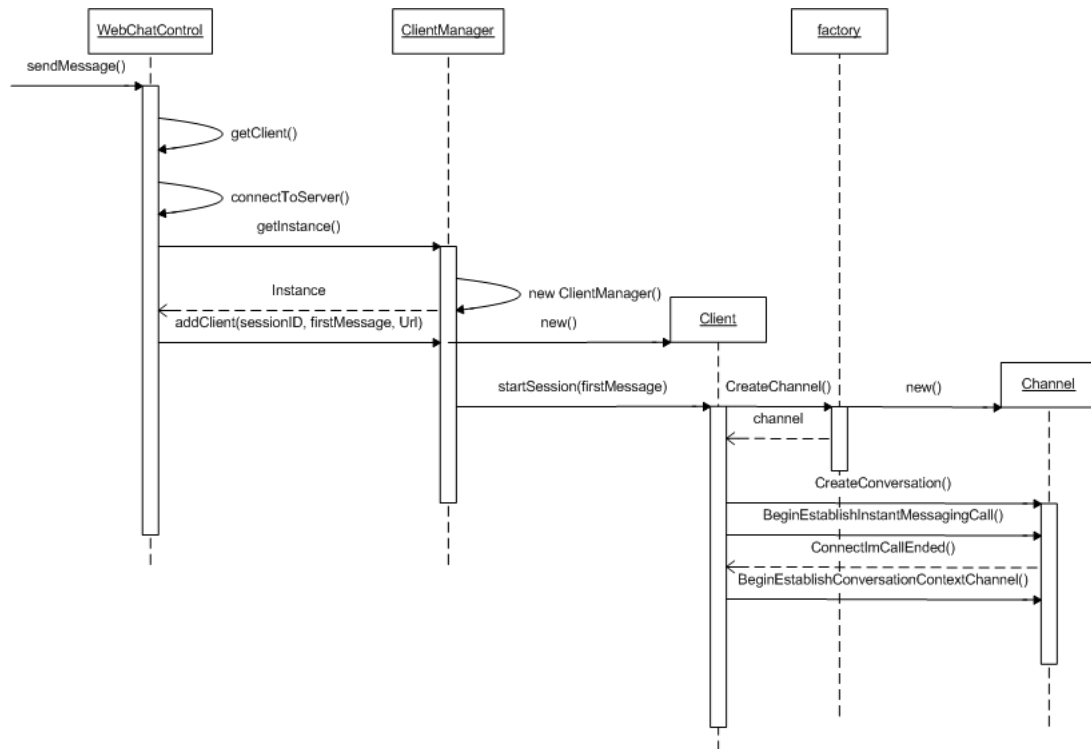 WebChatControl
ClientManager
factory
sendMessage()
getClient()
connectToServer()
getInstance()
new ClientManager()
Instance
addClient(sessionID, firstMessage, Url)
new()
Client
startSession(firstMessage)
CreateChannel()
new()
Channel
channel
CreateConversation()
BeginEstablishInstantMessagingCall()
ConnectImCallEnded()
BeginEstablishConversationContextChannel()